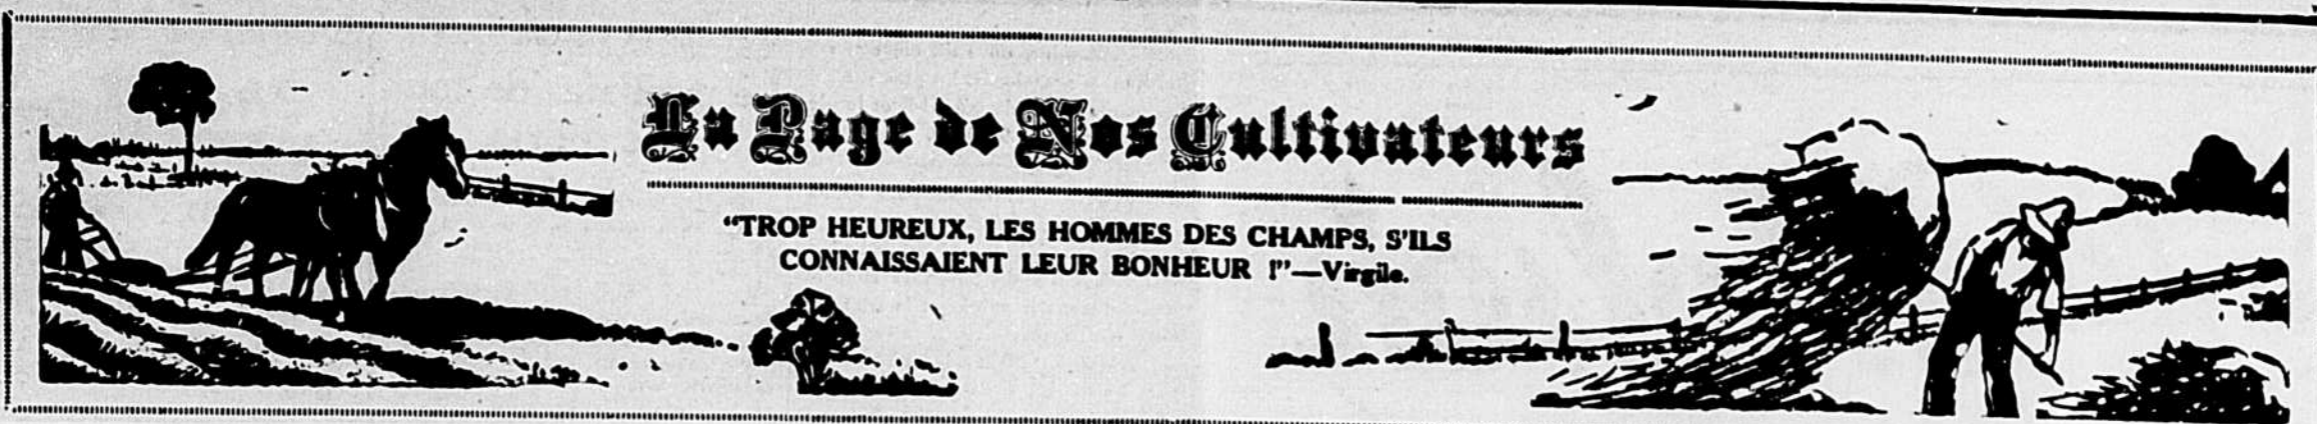 La Page de Nos Cultivateurs
“TROP HEUREUX, LES HOMMES DES CHAMPS, S'ILS
CONNAISSAIENT LEUR BONHEUR !”—Virgile.